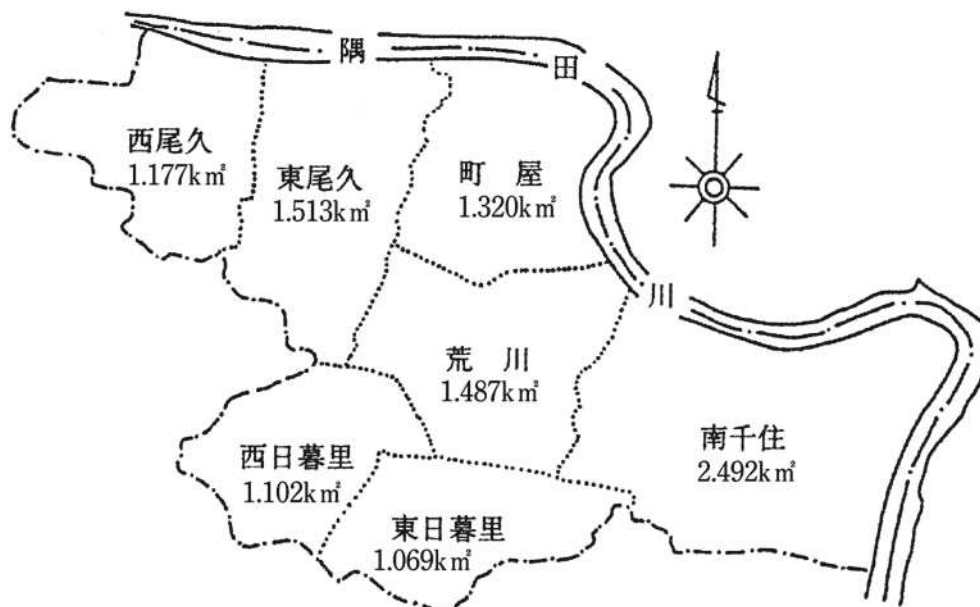 隅
田
川
西尾久
1.177k㎡
東尾久
1.513k㎡
町　屋
1.320k㎡
荒　川
1.487k㎡
南千住
2.492k㎡
西日暮里
1.102k㎡
東日暮里
1.069k㎡